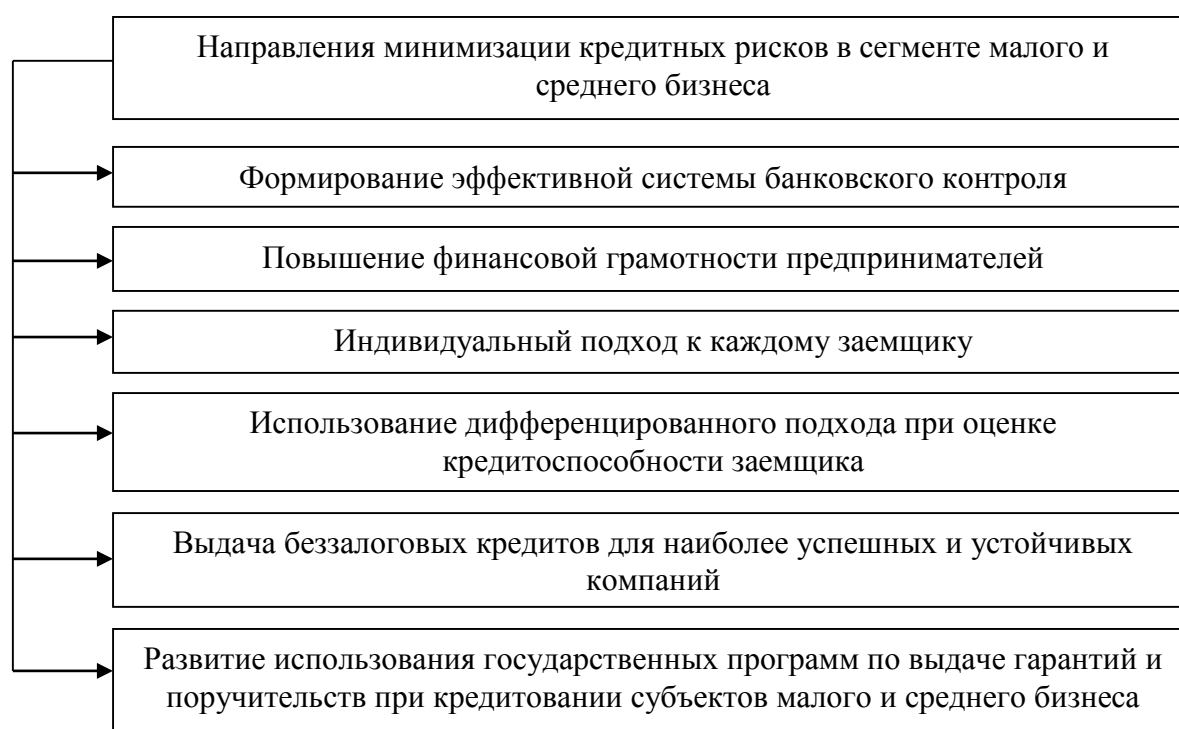 Направления минимизации кредитных рисков в сегменте малого и
среднего бизнеса
Формирование эффективной системы банковского контроля
Повышение финансовой грамотности предпринимателей
Индивидуальный подход к каждому заемщику
Использование дифференцированного подхода при оценке
кредитоспособности заемщика
Выдача беззалоговых кредитов для наиболее успешных и устойчивых
компаний
Развитие использования государственных программ по выдаче гарантий и
поручительств при кредитовании субъектов малого и среднего бизнеса